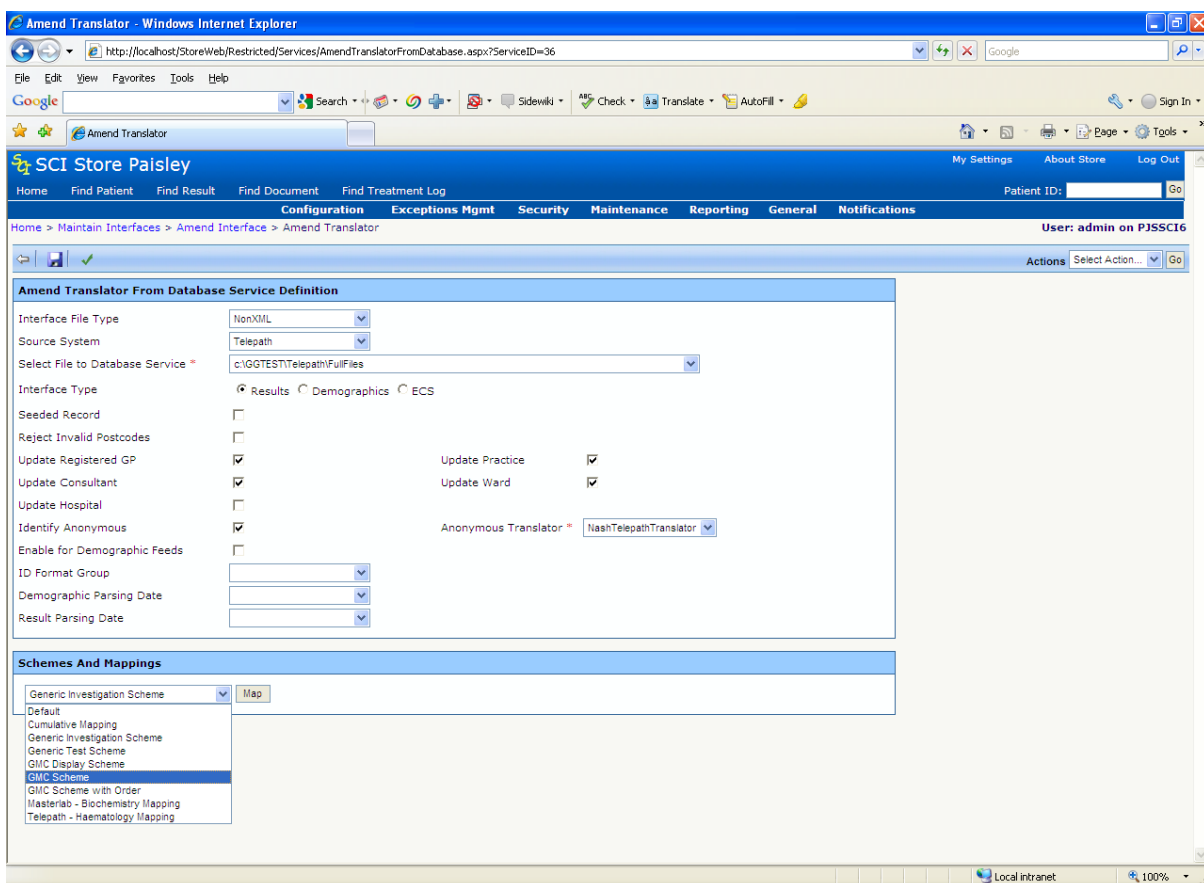 Amend Translator - Windows Internet Explorer
http://localhost/StoreWeb/Restricted/Services/AmendTranslatorFromDatabase.aspx?ServiceID=36
Google
File Edit View Favorites Tools Help
Google Search Sidewiki ABC Check aа Translate AutoFill Sign In
Amend Translator Page Tools »
SCI Store Paisley My Settings About Store Log Out
Home Find Patient Find Result Find Document Find Treatment Log Patient ID: Go
Configuration Exceptions Mgmt Security Maintenance Reporting General Notifications
Home > Maintain Interfaces > Amend Interface > Amend Translator User: admin on PJSSCI6
Actions Select Action... Go
Amend Translator From Database Service Definition
Interface File Type NonXML
Source System Telepath
Select File to Database Service * c:\GGTEST\Telepath\FullFiles
Interface Type Results Demographics ECS
Seeded Record
Reject Invalid Postcodes
Update Registered GP Update Practice
Update Consultant Update Ward
Update Hospital
Identify Anonymous Anonymous Translator * NashTelepathTranslator
Enable for Demographic Feeds
ID Format Group
Demographic Parsing Date
Result Parsing Date
Schemes And Mappings
Generic Investigation Scheme Map
Default
Cumulative Mapping
Generic Investigation Scheme
Generic Test Scheme
GMC Display Scheme
GMC Scheme
GMC Scheme with Order
Masterlab - Biochemistry Mapping
Telepath - Haematology Mapping
Local intranet 100%